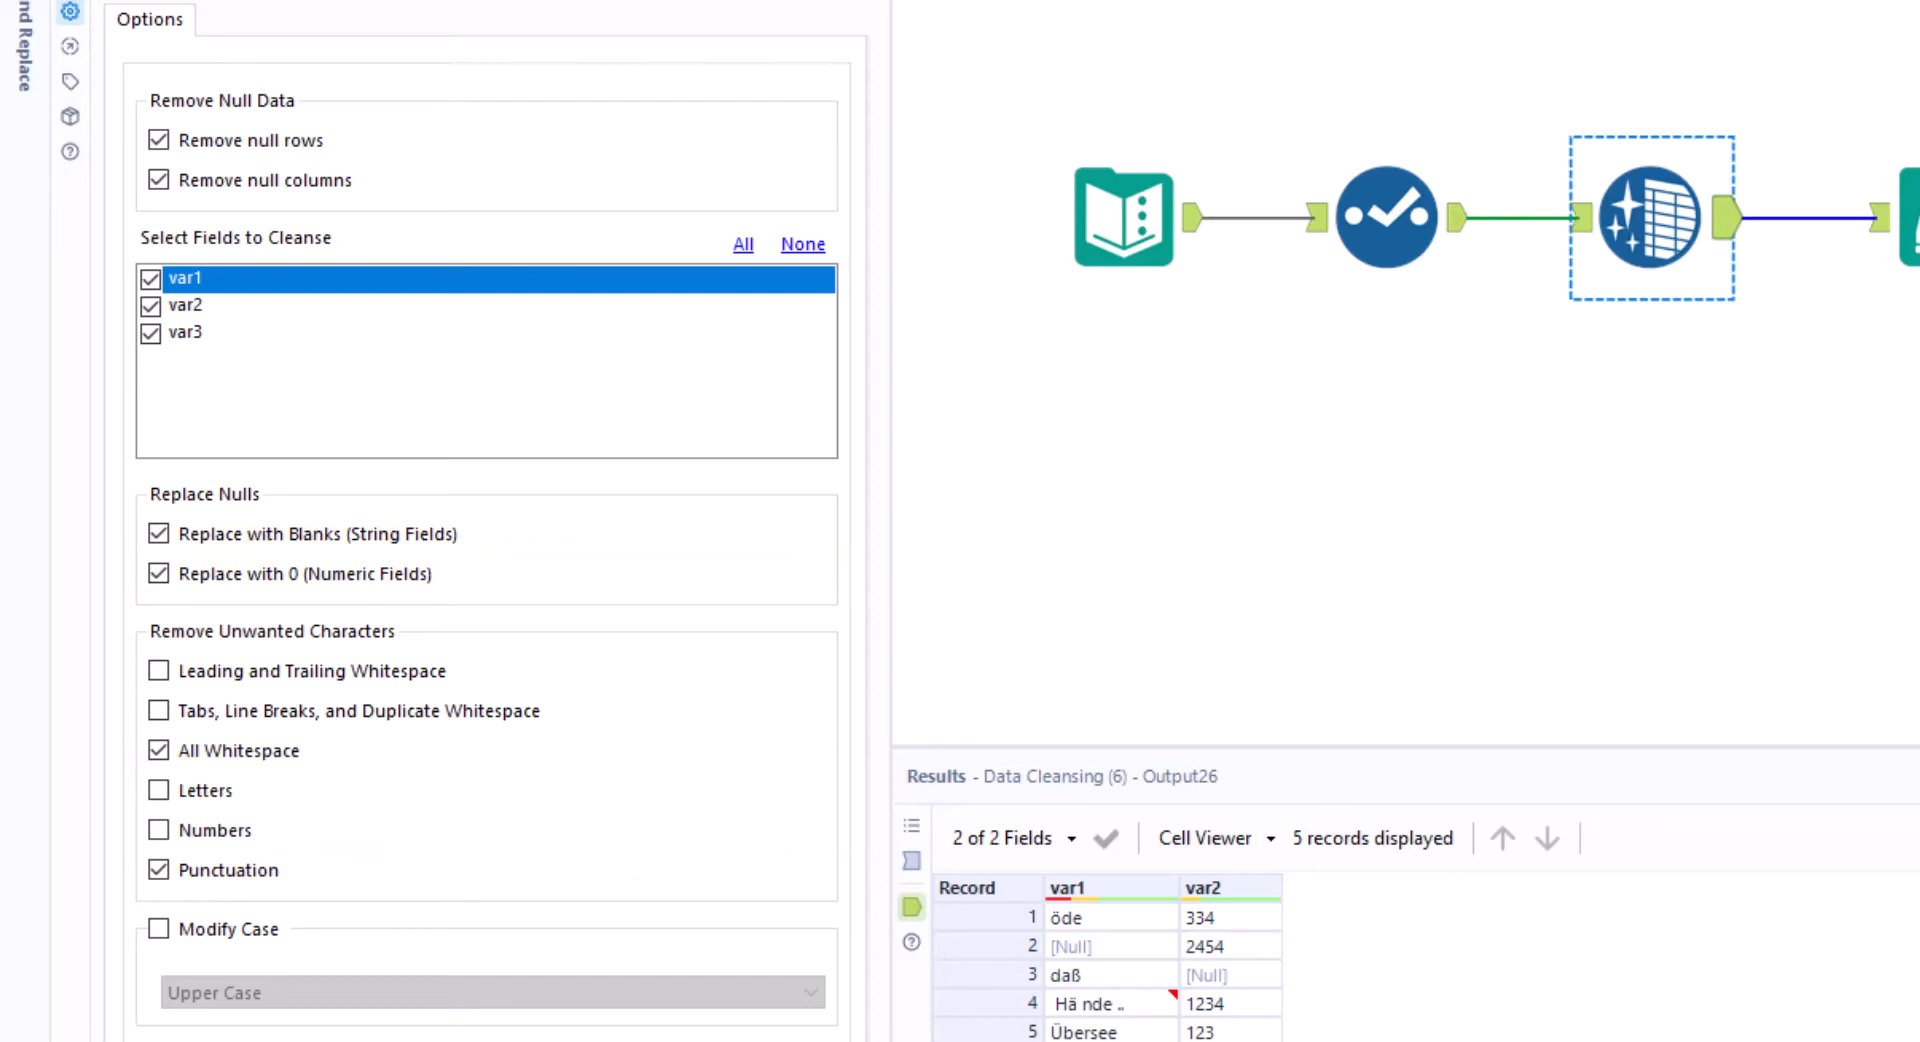 nd Replace
Options
Remove Null Data
Remove null rows
Remove null columns
Select Fields to Cleanse
All None
var1
var2
var3
Replace Nulls
Replace with Blanks (String Fields)
Replace with 0 (Numeric Fields)
Remove Unwanted Characters
Leading and Trailing Whitespace
Tabs, Line Breaks, and Duplicate Whitespace
All Whitespace
Letters
Numbers
Punctuation
Modify Case
Upper Case
Results - Data Cleansing (6) - Output26
2 of 2 Fields Cell Viewer 5 records displayed
Record var1 var2
1 öde 334
2 [Null] 2454
3 daß [Null]
4 Hä nde .. 1234
5 Übersee 123